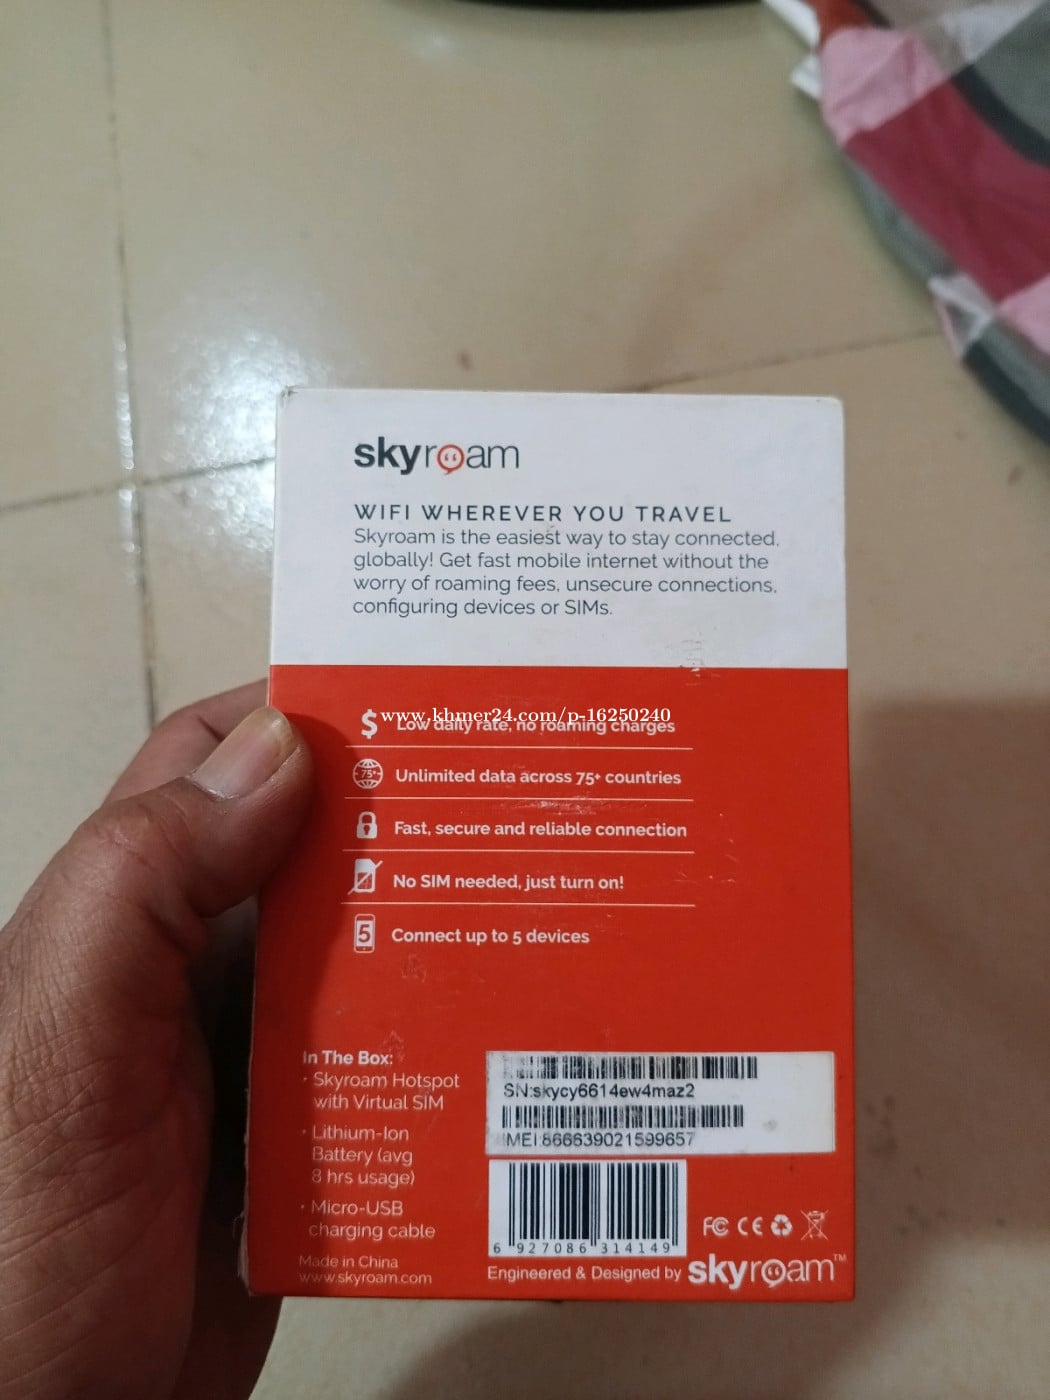 skyroam
WIFI WHEREVER YOU TRAVEL
Skyroam is the easiest way to stay connected,
globally! Get fast mobile internet without the
worry of roaming fees, unsecure connections,
configuring devices or SIMs.
www.khmer24.com/p-16250240
$ Low daily rate, no roaming charges
75+ Unlimited data across 75+ countries
Fast, secure and reliable connection
No SIM needed, just turn on!
5 Connect up to 5 devices
In The Box:
· Skyroam Hotspot
with Virtual SIM
· Lithium-Ion
Battery (avg
8 hrs usage)
· Micro-USB
charging cable
Made in China
www.skyroam.com
SN:skycy6614ew4maz2
IMEI:866639021599657
6 927086 314149
FC CE
Engineered & Designed by skyroam™